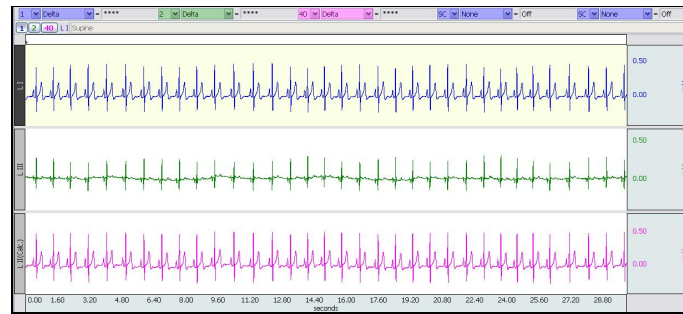 1 Delta = **** 2 Delta = **** 40 Delta = **** SC None = Off SC None = Off
1 2 40 L I Supine
L I
0.50
0.00
L III
0.50
0.00
L II(Calc.)
0.50
0.00
0.00 1.60 3.20 4.80 6.40 8.00 9.60 11.20 12.80 14.40 16.00 17.60 19.20 20.80 22.40 24.00 25.60 27.20 28.80
seconds